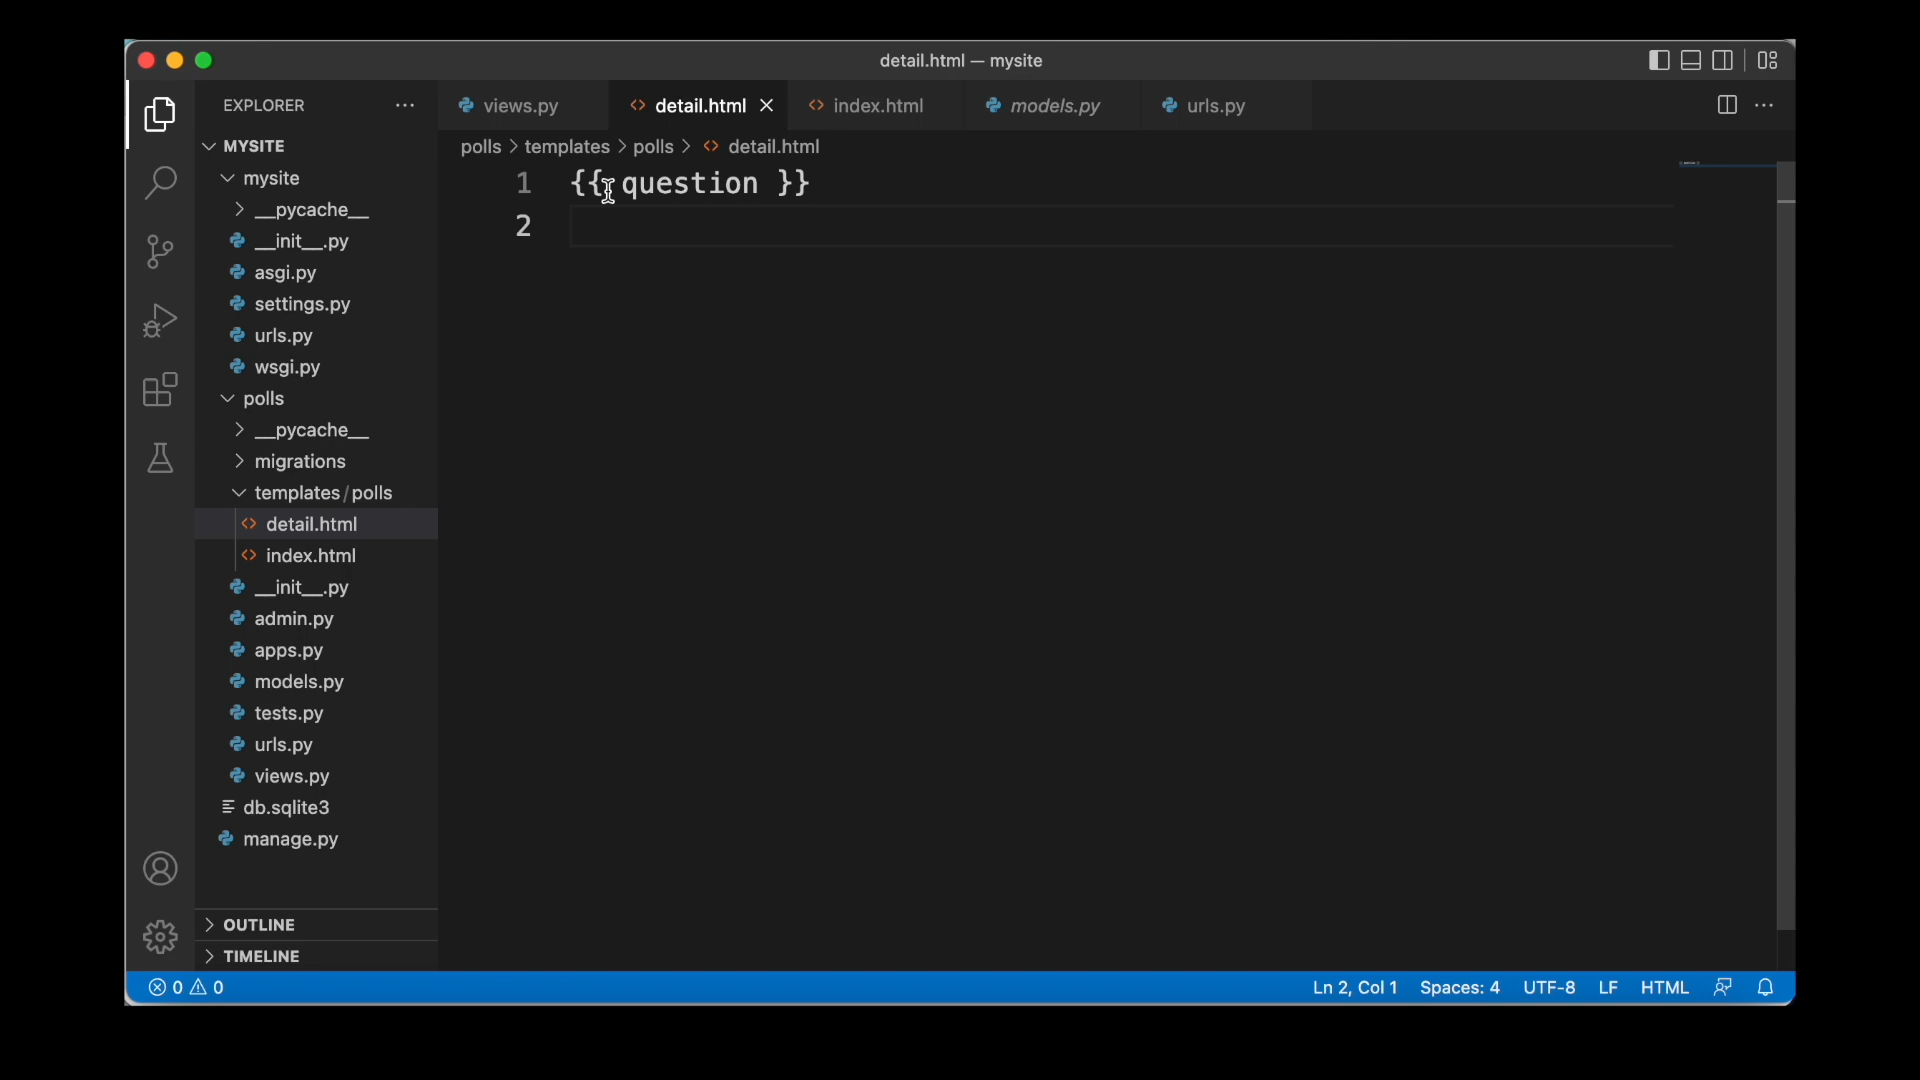 detail.html — mysite
EXPLORER
views.py
detail.html
index.html
models.py
urls.py
MYSITE
polls > templates > polls > detail.html
1 {{ question }}
2
mysite
__pycache__
__init__.py
asgi.py
settings.py
urls.py
wsgi.py
polls
__pycache__
migrations
templates/polls
detail.html
index.html
__init__.py
admin.py
apps.py
models.py
tests.py
urls.py
views.py
db.sqlite3
manage.py
OUTLINE
TIMELINE
0 0
Ln 2, Col 1 Spaces: 4 UTF-8 LF HTML